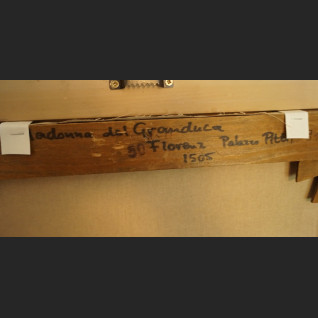 adonna del Granduca
50 Florenz Palazzo Pitti
1505